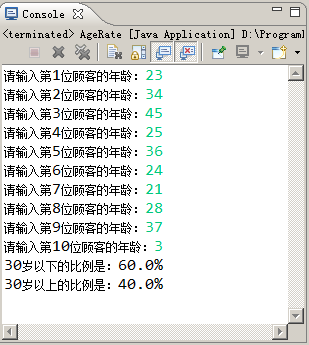 Console
<terminated> AgeRate [Java Application] D:\Program
请输入第1位顾客的年龄：23
请输入第2位顾客的年龄：34
请输入第3位顾客的年龄：45
请输入第4位顾客的年龄：25
请输入第5位顾客的年龄：36
请输入第6位顾客的年龄：24
请输入第7位顾客的年龄：21
请输入第8位顾客的年龄：28
请输入第9位顾客的年龄：37
请输入第10位顾客的年龄：3
30岁以下的比例是：60.0%
30岁以上的比例是：40.0%